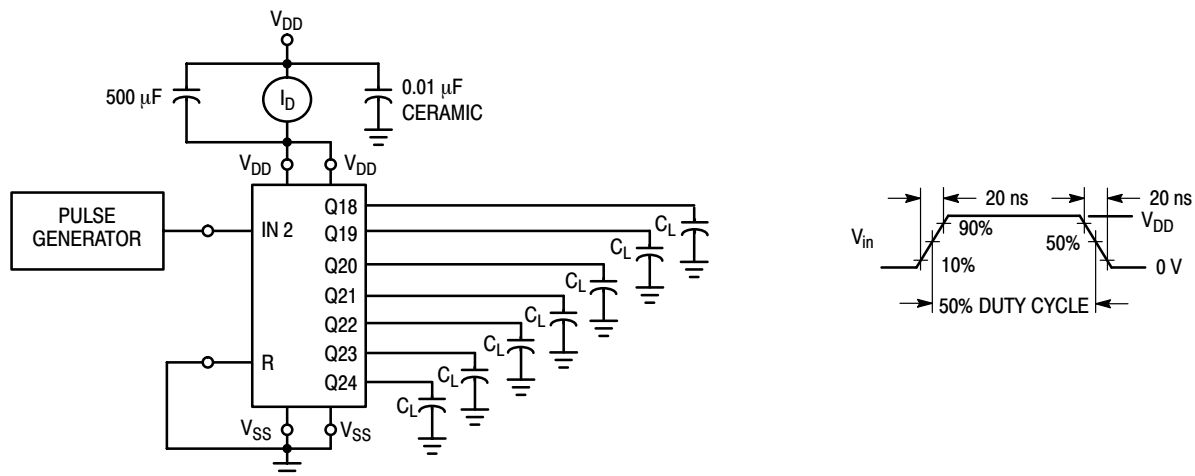 V_DD
500 μF
I_D
0.01 μF
CERAMIC
V_DD
V_DD
PULSE
GENERATOR
IN 2
R
Q18
Q19
Q20
Q21
Q22
Q23
Q24
C_L
C_L
C_L
C_L
C_L
C_L
C_L
V_SS
V_SS
20 ns
20 ns
V_in
90%
10%
50%
V_DD
0 V
50% DUTY CYCLE